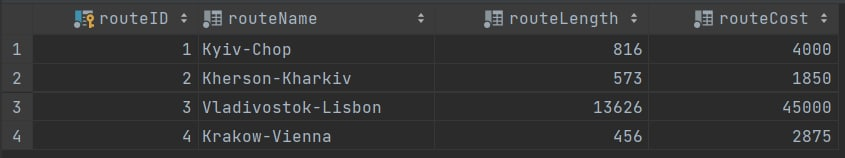 routeID routeName routeLength routeCost
1 1 Kyiv-Chop 816 4000
2 2 Kherson-Kharkiv 573 1850
3 3 Vladivostok-Lisbon 13626 45000
4 4 Krakow-Vienna 456 2875